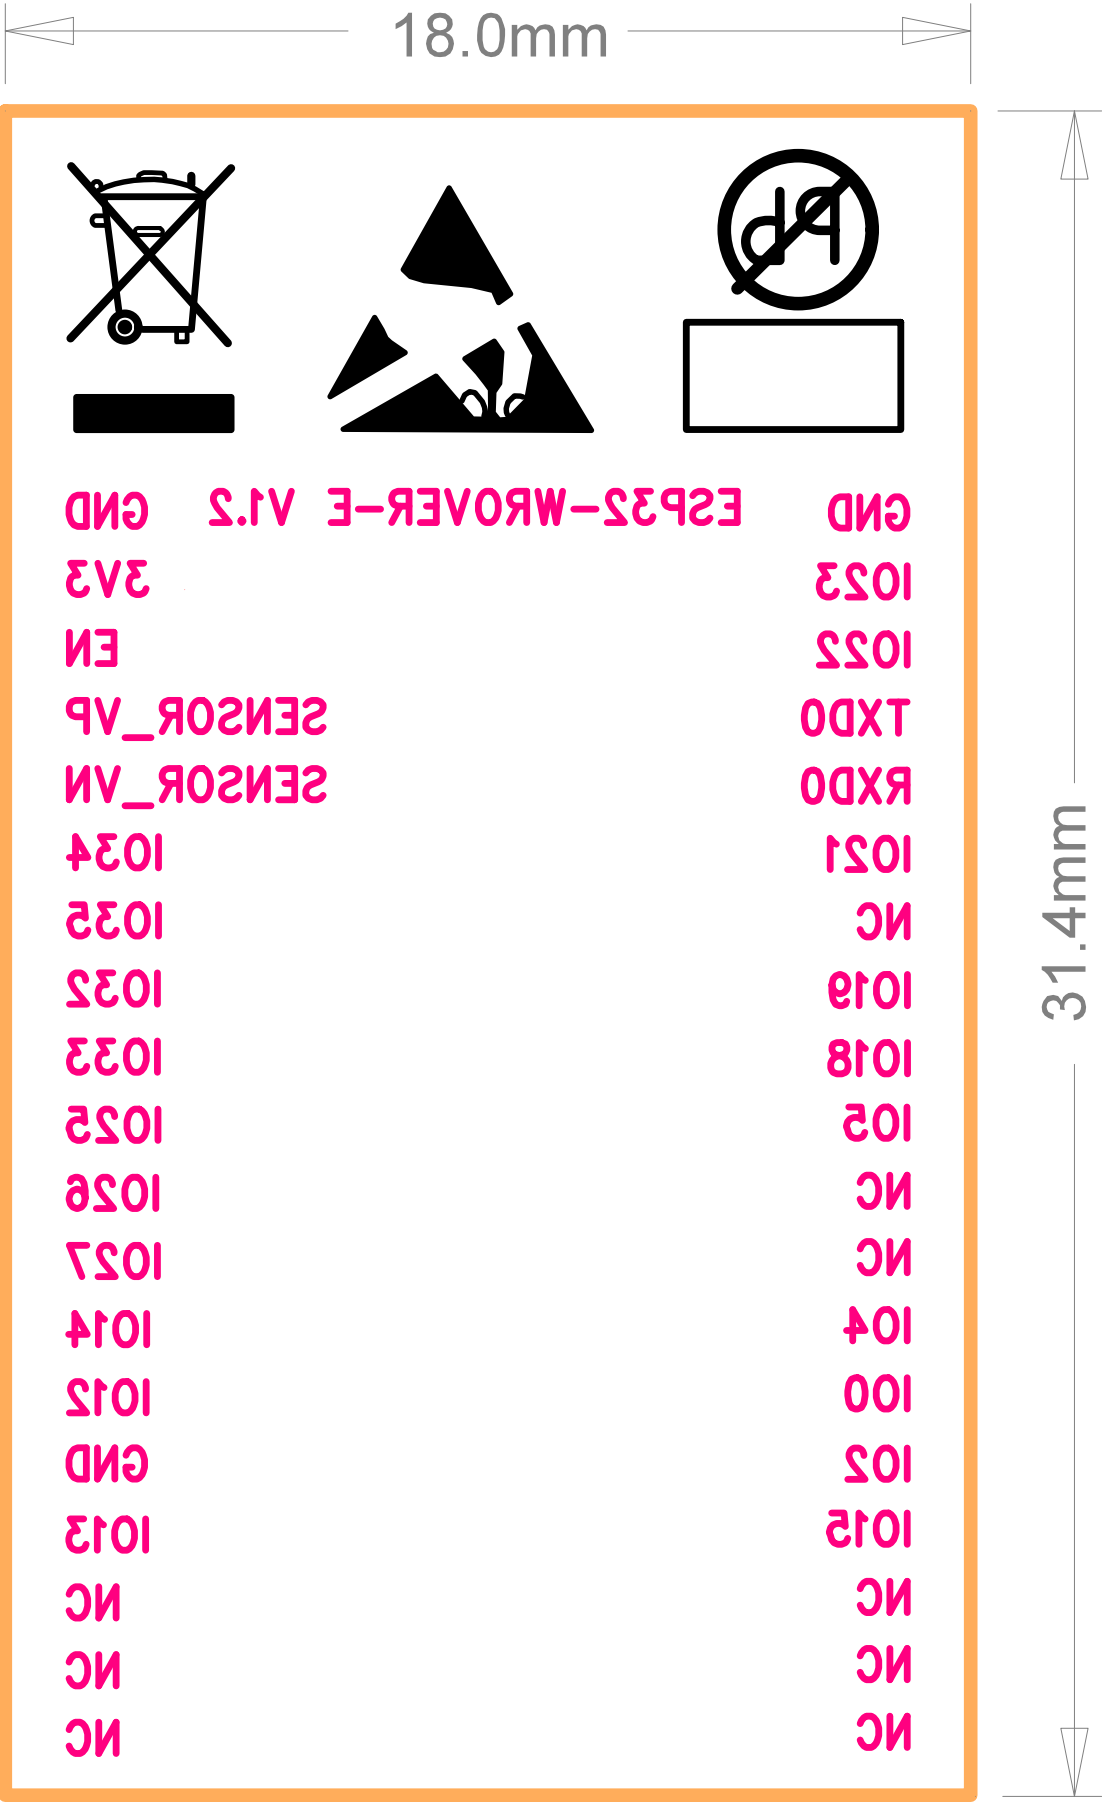 18.0mm
Pb
GND ESP32-WROVER-E V1.2 GND
3V3 IO23
EN IO22
SENSOR_VP TXD0
SENSOR_VN RXD0
IO34 IO21
IO35 NC
IO32 IO19
IO33 IO18
IO25 IO5
IO26 NC
IO27 NC
IO14 IO4
IO12 IO0
GND IO2
IO13 IO15
NC NC
NC NC
NC NC
31.4mm